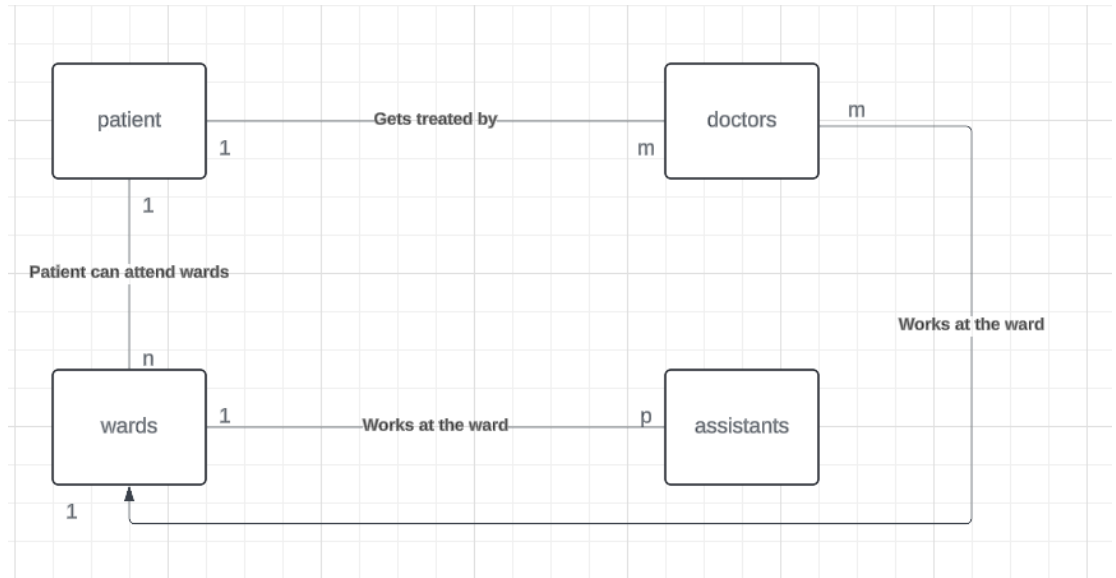 patient
Gets treated by
doctors
m
1
m
1
Patient can attend wards
Works at the ward
n
wards
1
Works at the ward
p
assistants
1